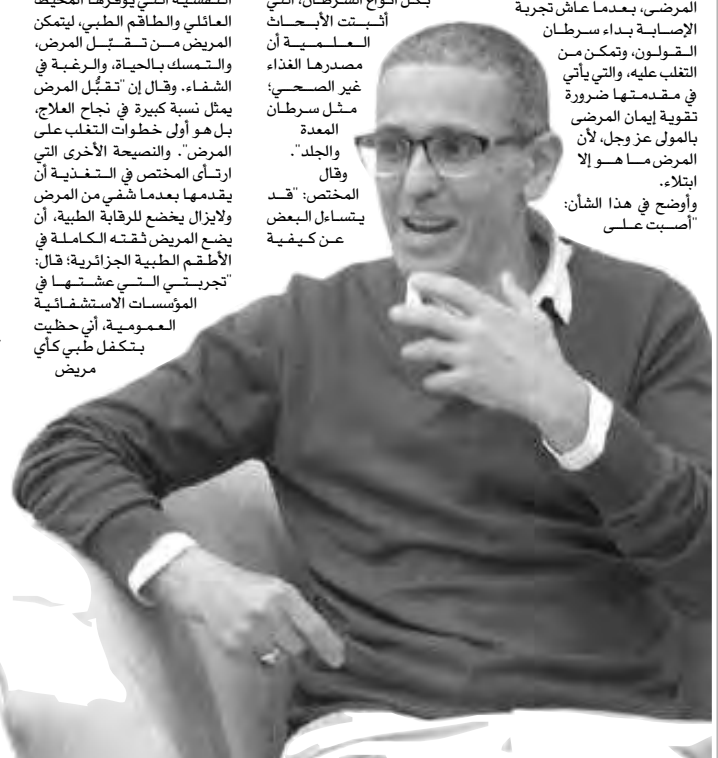 المرضى، بعدما عاش تجربة
الإصابة بداء سرطان
القولون، وتمكن من
التغلب عليه، والتي يأتي
في مقدمتها ضرورة
تقوية إيمان المرضى
بالمولى عز وجل، لأن
المرض ما هو إلا
ابتلاء.
وأوضح في هذا الشأن:
"أصبت على
بكل أنواع السرطان، التي
أثبتت الأبحاث
العلمية أن
مصدرها الغذاء
غير الصحي؛
مثل سرطان
المعدة
والجلد".
وقال
المختص: "قد
يتساءل البعض
عن كيفية
النفسية التي يوفرها المحيط
العائلي والطاقم الطبي، ليتمكن
المريض من تقبّل المرض،
والتمسك بالحياة، والرغبة في
الشفاء. وقال إن "تقبُّل المرض
يمثل نسبة كبيرة في نجاح العلاج،
بل هو أولى خطوات التغلب على
المرض". والنصيحة الأخرى التي
ارتأى المختص في التغذية أن
يقدمها بعدما شفي من المرض
ولايزال يخضع للرقابة الطبية، أن
يضع المريض ثقته الكاملة في
الأطقم الطبية الجزائرية؛ قال:
"تجربتي التي عشتها في
المؤسسات الاستشفائية
العمومية، أني حظيت
بتكفل طبي كأي
مريض